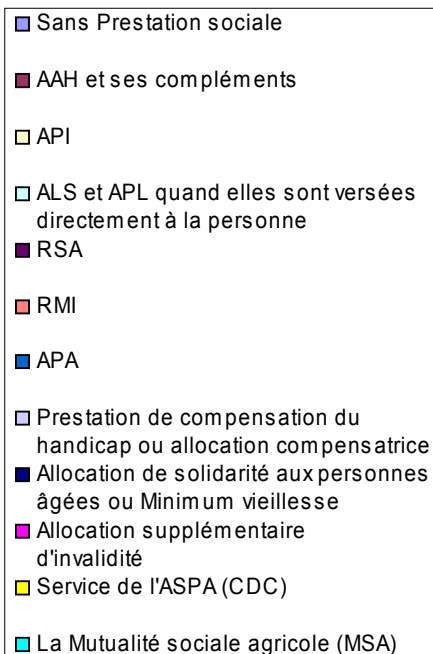 Sans Prestation sociale
AAH et ses compléments
API
ALS et APL quand elles sont versées
directement à la personne
RSA
RMI
APA
Prestation de compensation du
handicap ou allocation compensatrice
Allocation de solidarité aux personnes
âgées ou Minimum vieillesse
Allocation supplémentaire
d'invalidité
Service de l'ASPA (CDC)
La Mutualité sociale agricole (MSA)